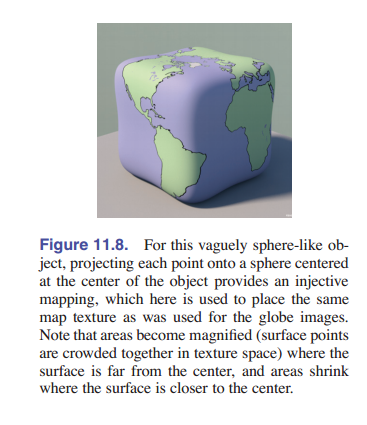 Figure 11.8. For this vaguely sphere-like ob-
ject, projecting each point onto a sphere centered
at the center of the object provides an injective
mapping, which here is used to place the same
map texture as was used for the globe images.
Note that areas become magnified (surface points
are crowded together in texture space) where the
surface is far from the center, and areas shrink
where the surface is closer to the center.